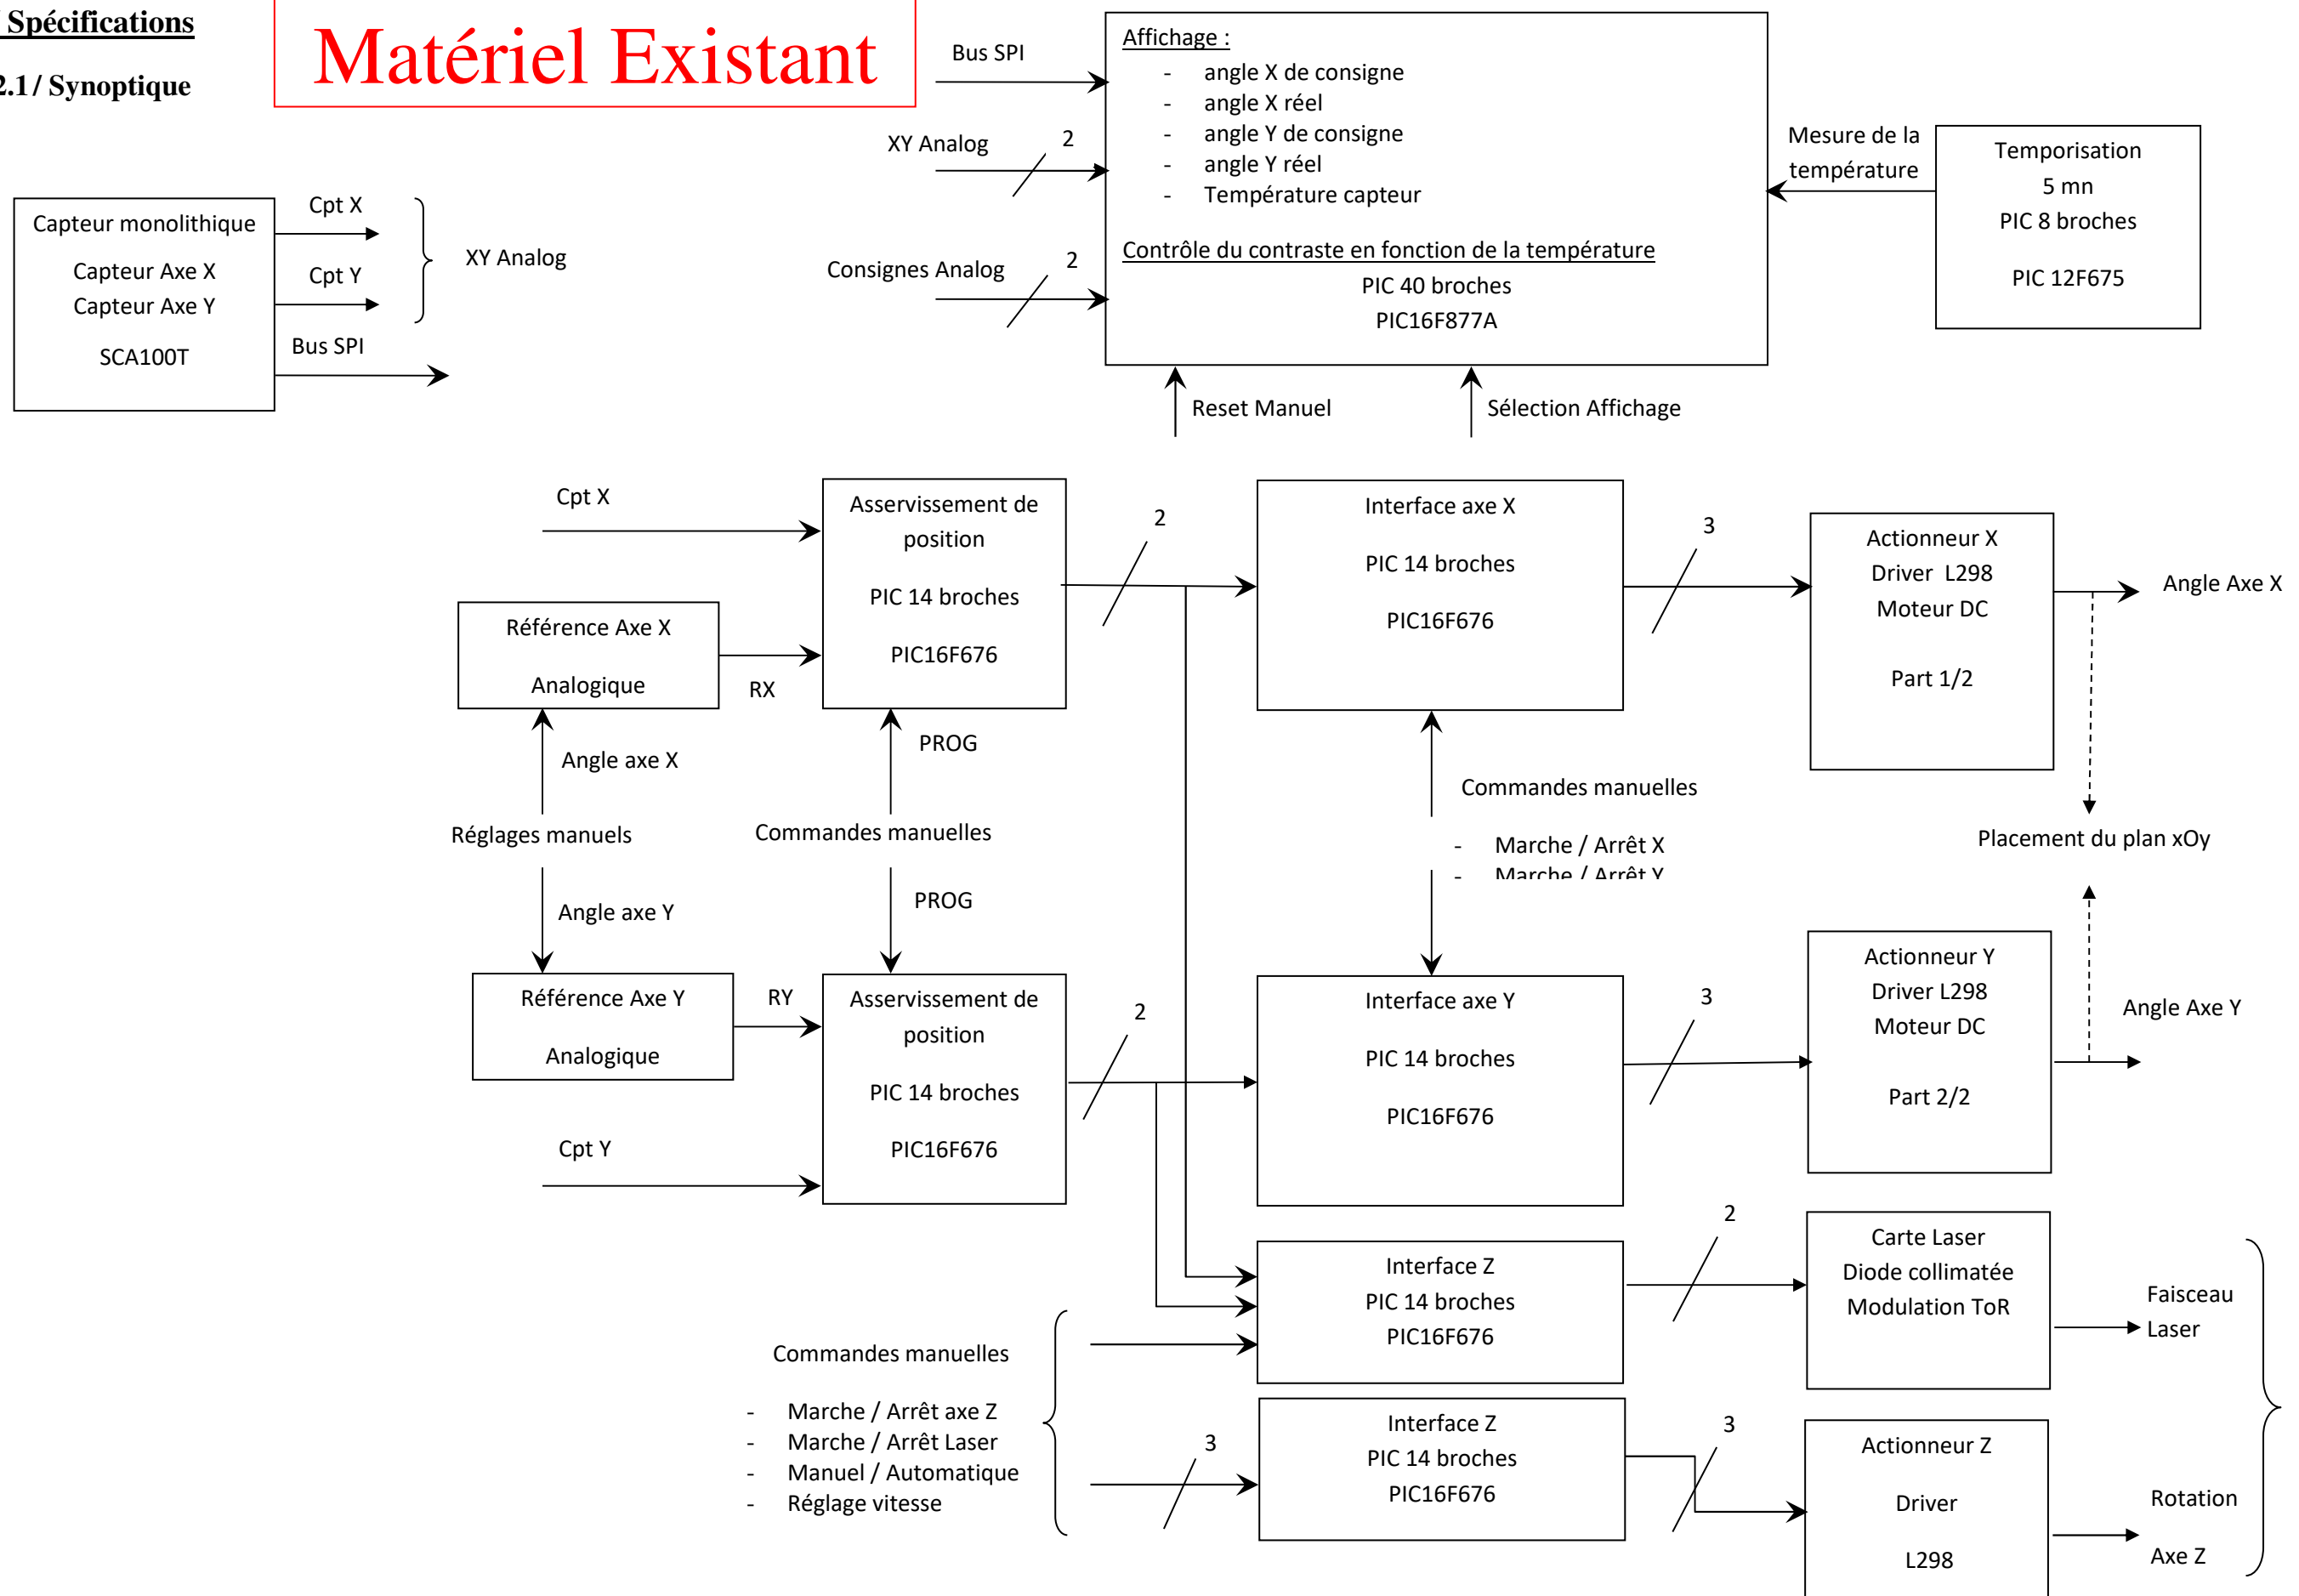 Spécifications
2.1 / Synoptique
Matériel Existant
Bus SPI
XY Analog
2
Consignes Analog
2
Affichage :
- angle X de consigne
- angle X réel
- angle Y de consigne
- angle Y réel
- Température capteur
Contrôle du contraste en fonction de la température
PIC 40 broches
PIC16F877A
Mesure de la
température
Temporisation
5 mn
PIC 8 broches
PIC 12F675
Capteur monolithique
Capteur Axe X
Capteur Axe Y
SCA100T
Cpt X
Cpt Y
XY Analog
Bus SPI
Reset Manuel
Sélection Affichage
Cpt X
Référence Axe X
Analogique
RX
Asservissement de
position
PIC 14 broches
PIC16F676
2
Interface axe X
PIC 14 broches
PIC16F676
3
Actionneur X
Driver L298
Moteur DC
Part 1/2
Angle Axe X
Angle axe X
Réglages manuels
Angle axe Y
PROG
Commandes manuelles
PROG
Commandes manuelles
- Marche / Arrêt X
- Marche / Arrêt Y
Placement du plan xOy
Référence Axe Y
Analogique
RY
Cpt Y
Asservissement de
position
PIC 14 broches
PIC16F676
2
Interface axe Y
PIC 14 broches
PIC16F676
3
Actionneur Y
Driver L298
Moteur DC
Part 2/2
Angle Axe Y
Interface Z
PIC 14 broches
PIC16F676
2
Carte Laser
Diode collimatée
Modulation ToR
Faisceau
Laser
Commandes manuelles
- Marche / Arrêt axe Z
- Marche / Arrêt Laser
- Manuel / Automatique
- Réglage vitesse
3
Interface Z
PIC 14 broches
PIC16F676
3
Actionneur Z
Driver
L298
Rotation
Axe Z